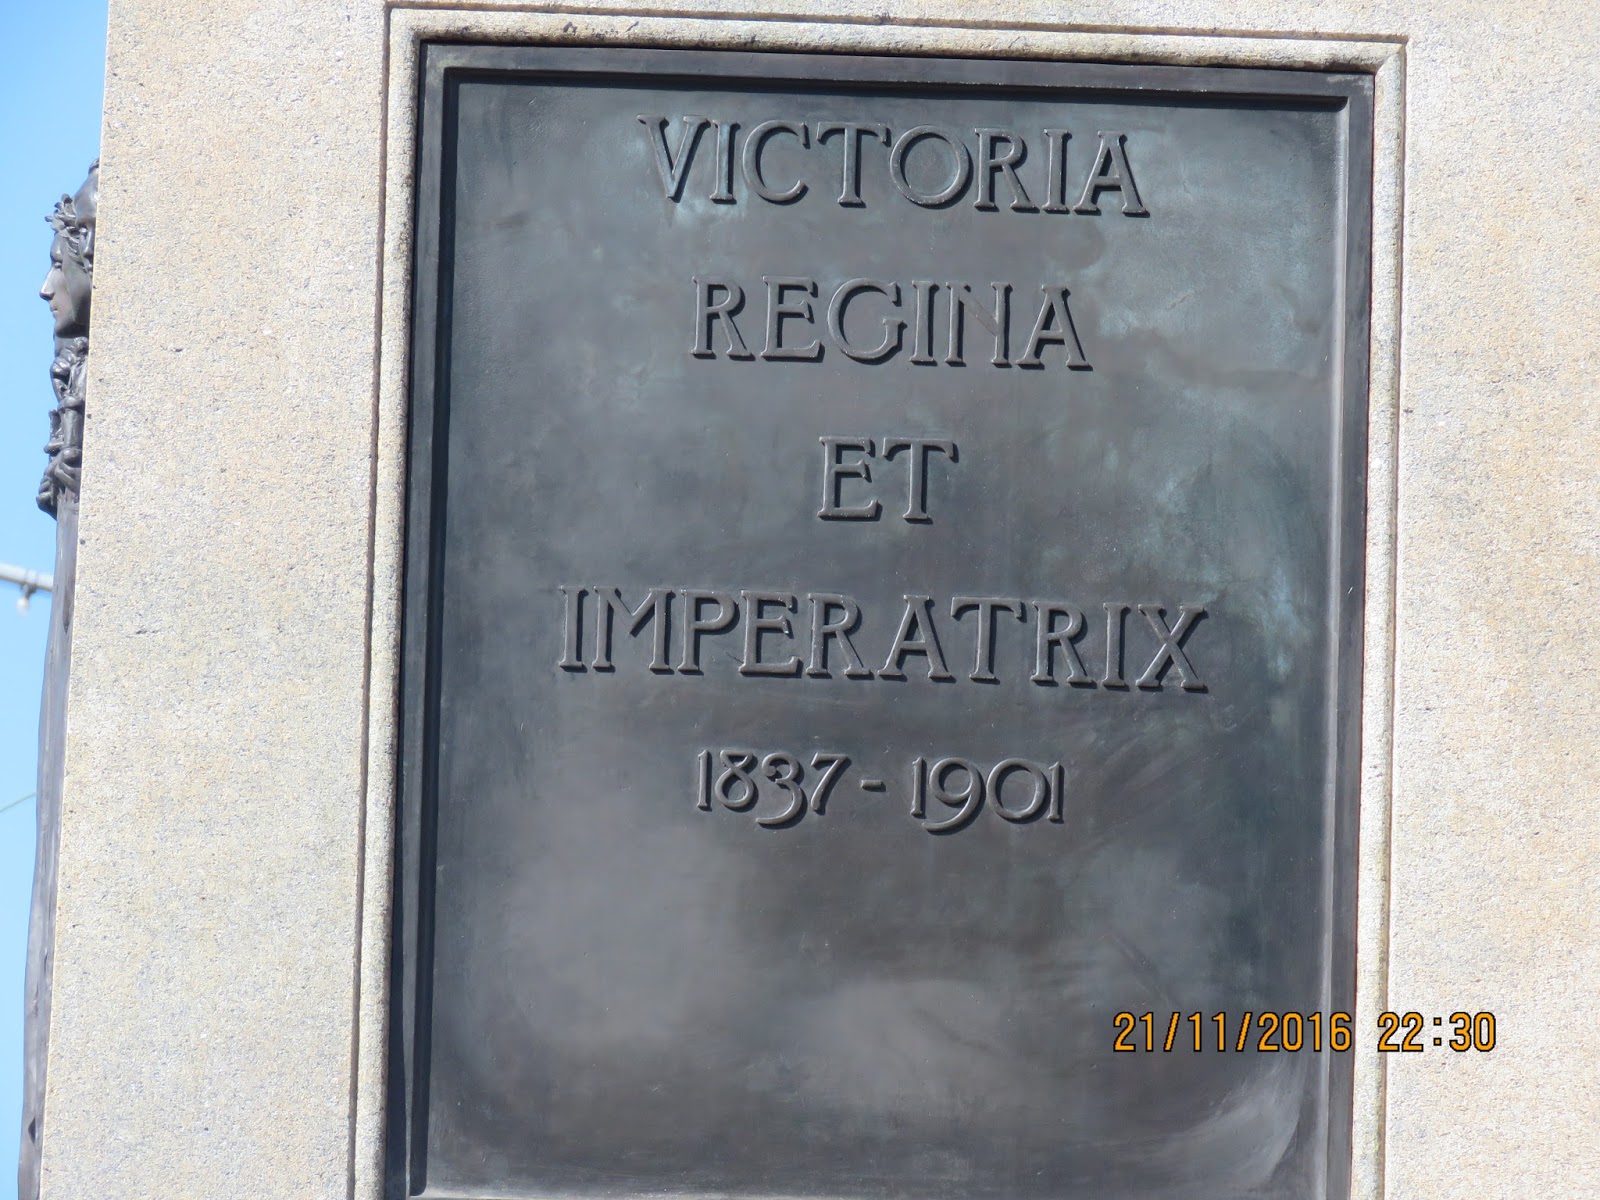 VICTORIA
REGINA
ET
IMPERATRIX
1837-1901
21/11/2016 22:30